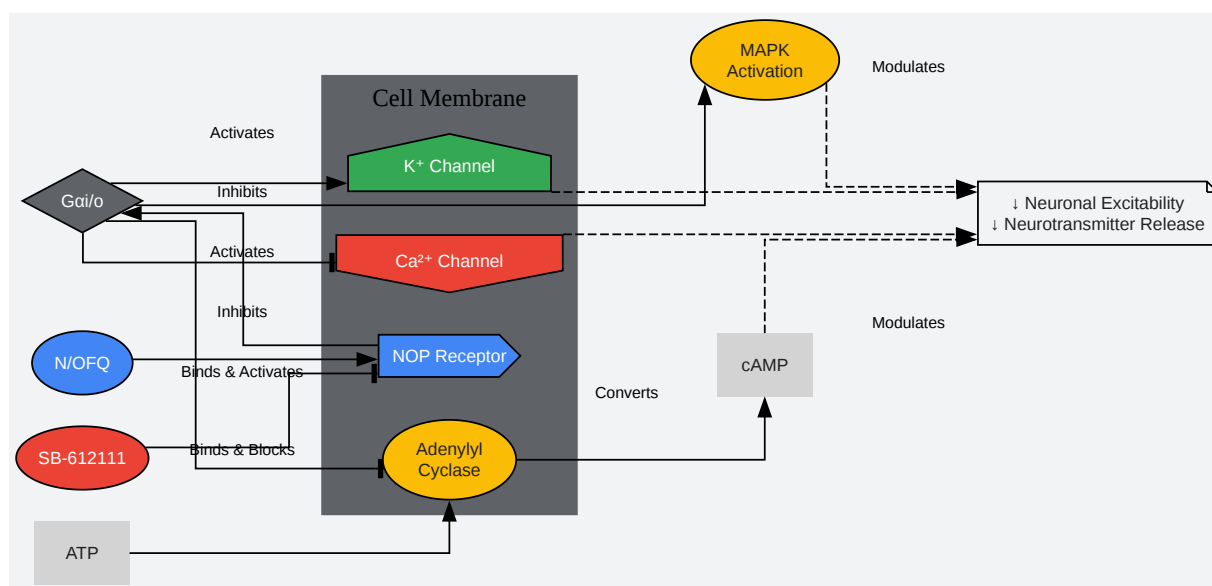 MAPK
Activation
Modulates
Cell Membrane
Activates
K⁺ Channel
Inhibits
Gαi/o
↓ Neuronal Excitability
↓ Neurotransmitter Release
Activates
Ca²⁺ Channel
Inhibits
Modulates
N/OFQ
NOP Receptor
Binds & Activates
cAMP
Converts
SB-612111
Binds & Blocks
Adenylyl
Cyclase
ATP